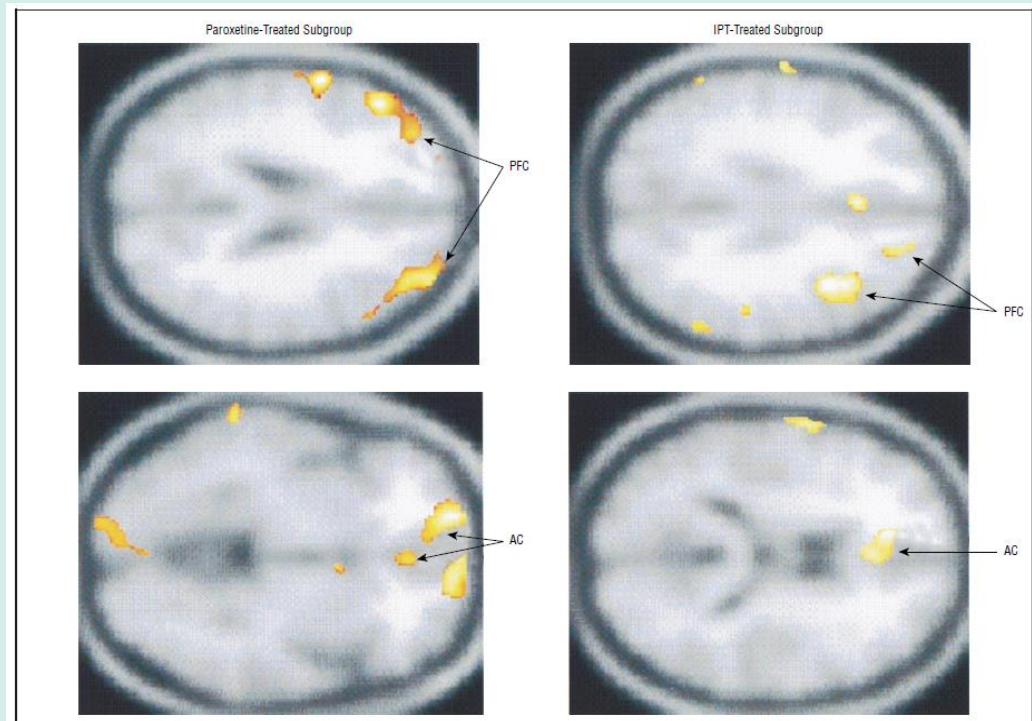 Paroxetine-Treated Subgroup
IPT-Treated Subgroup
PFC
PFC
AC
AC